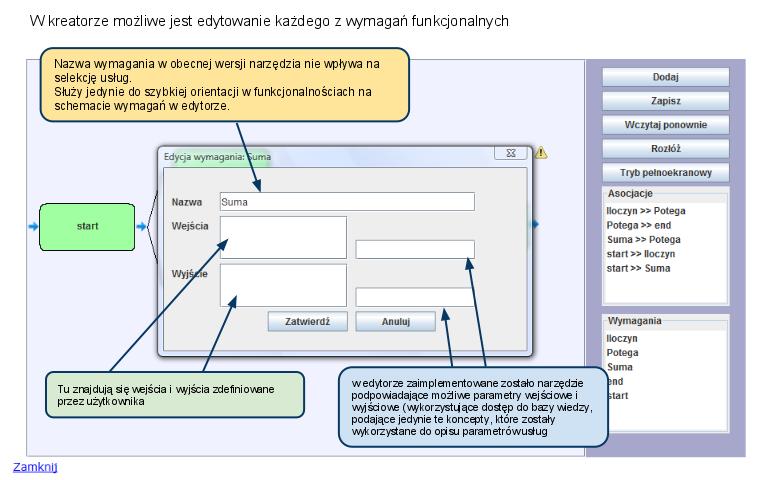 W kreatorze możliwe jest edytowanie każdego z wymagań funkcjonalnych
Nazwa wymagania w obecnej wersji narzędzia nie wpływa na
selekcję usług.
Służy jedynie do szybkiej orientacji w funkcjonalnościach na
schemacie wymagań w edytorze.
Edycja wymagania: Suma
Nazwa
Suma
Wejścia
Wyjście
Zatwierdź
Anuluj
start
Tu znajdują się wejścia i wyjścia zdefiniowane
przez użytkownika
w edytorze zaimplementowane zostało narzędzie
podpowiadające możliwe parametry wejściowe i
wyjściowe (wykorzystujące dostęp do bazy wiedzy,
podające jedynie te koncepty, które zostały
wykorzystane do opisu parametrów usług
Dodaj
Zapisz
Wczytaj ponownie
Rozłóż
Tryb pełnoekranowy
Asocjacje
Iloczyn >> Potega
Potega >> end
Suma >> Potega
start >> Iloczyn
start >> Suma
Wymagania
Iloczyn
Potega
Suma
end
start
Zamknij